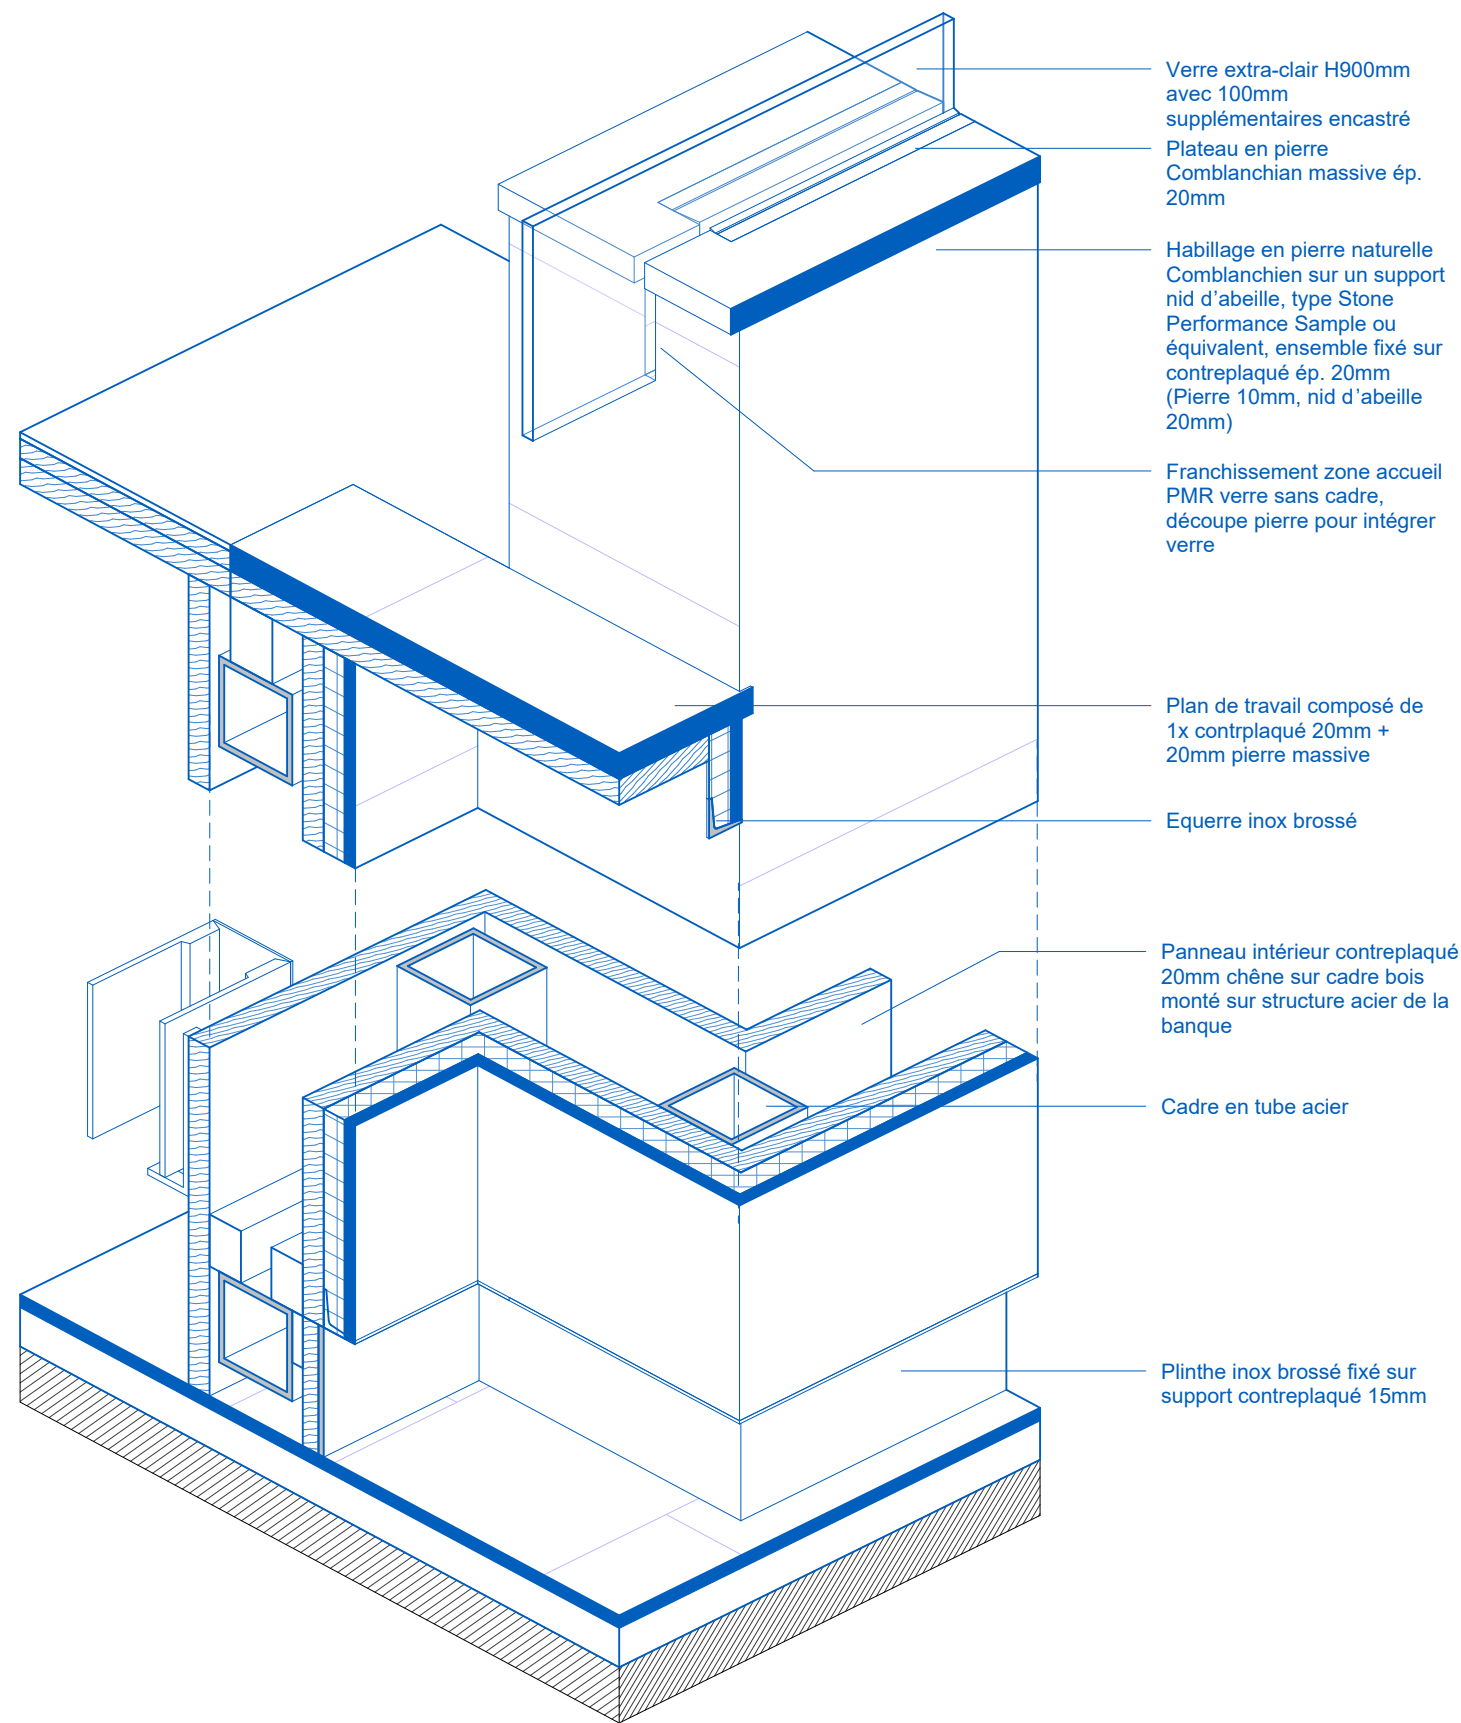 Verre extra-clair H900mm
avec 100mm
supplémentaires encastré
Plateau en pierre
Comblanchian massive ép.
20mm
Habillage en pierre naturelle
Comblanchien sur un support
nid d’abeille, type Stone
Performance Sample ou
équivalent, ensemble fixé sur
contreplaqué ép. 20mm
(Pierre 10mm, nid d’abeille
20mm)
Franchissement zone accueil
PMR verre sans cadre,
découpe pierre pour intégrer
verre
Plan de travail composé de
1x contrplaqué 20mm +
20mm pierre massive
Equerre inox brossé
Panneau intérieur contreplaqué
20mm chêne sur cadre bois
monté sur structure acier de la
banque
Cadre en tube acier
Plinthe inox brossé fixé sur
support contreplaqué 15mm